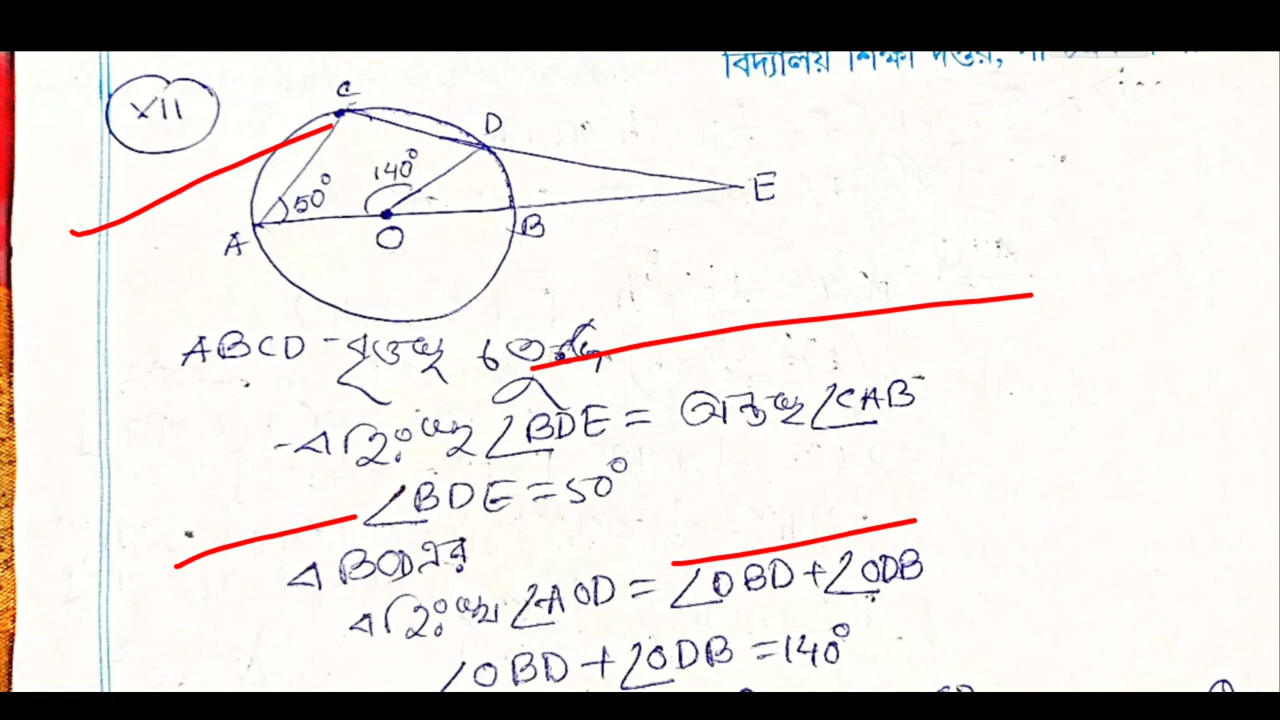 বিদ্যালয় শিক্ষা দপ্তর,
XII
C
D
140°
50°
E
A
O
B
ABCD বৃত্তস্থ
বহিঃস্থ ∠BDE = অন্তস্থ ∠CAB
∠BDE = 50°
△BOD এর
বহিঃস্থ ∠AOD = ∠OBD + ∠ODB
∠OBD + ∠ODB = 140°